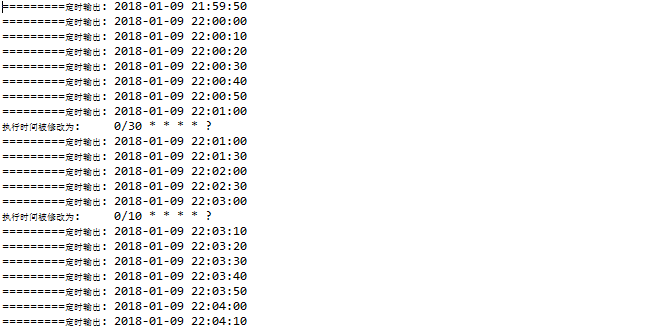 =========定时输出: 2018-01-09 21:59:50
=========定时输出: 2018-01-09 22:00:00
=========定时输出: 2018-01-09 22:00:10
=========定时输出: 2018-01-09 22:00:20
=========定时输出: 2018-01-09 22:00:30
=========定时输出: 2018-01-09 22:00:40
=========定时输出: 2018-01-09 22:00:50
=========定时输出: 2018-01-09 22:01:00
执行时间被修改为:    0/30 * * * * ?
=========定时输出: 2018-01-09 22:01:00
=========定时输出: 2018-01-09 22:01:30
=========定时输出: 2018-01-09 22:02:00
=========定时输出: 2018-01-09 22:02:30
=========定时输出: 2018-01-09 22:03:00
执行时间被修改为:    0/10 * * * * ?
=========定时输出: 2018-01-09 22:03:10
=========定时输出: 2018-01-09 22:03:20
=========定时输出: 2018-01-09 22:03:30
=========定时输出: 2018-01-09 22:03:40
=========定时输出: 2018-01-09 22:03:50
=========定时输出: 2018-01-09 22:04:00
=========定时输出: 2018-01-09 22:04:10